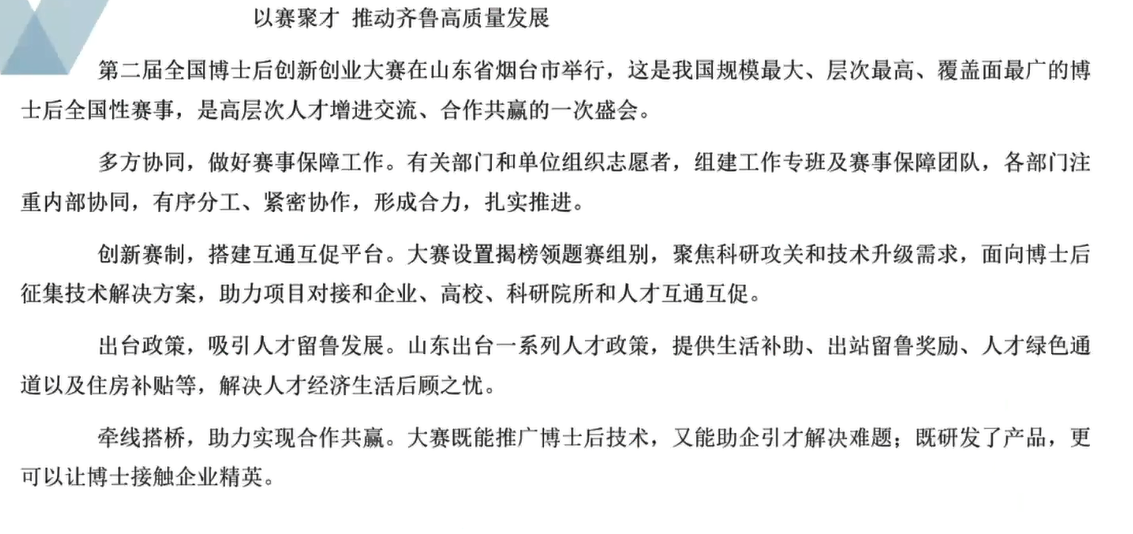 以赛聚才 推动齐鲁高质量发展
第二届全国博士后创新创业大赛在山东省烟台市举行，这是我国规模最大、层次最高、覆盖面最广的博
士后全国性赛事，是高层次人才增进交流、合作共赢的一次盛会。
多方协同，做好赛事保障工作。有关部门和单位组织志愿者，组建工作专班及赛事保障团队，各部门注
重内部协同，有序分工、紧密协作，形成合力，扎实推进。
创新赛制，搭建互通互促平台。大赛设置揭榜领题赛组别，聚焦科研攻关和技术升级需求，面向博士后
征集技术解决方案，助力项目对接和企业、高校、科研院所和人才互通互促。
出台政策，吸引人才留鲁发展。山东出台一系列人才政策，提供生活补助、出站留鲁奖励、人才绿色通
道以及住房补贴等，解决人才经济生活后顾之忧。
牵线搭桥，助力实现合作共赢。大赛既能推广博士后技术，又能助企引才解决难题；既研发了产品，更
可以让博士接触企业精英。